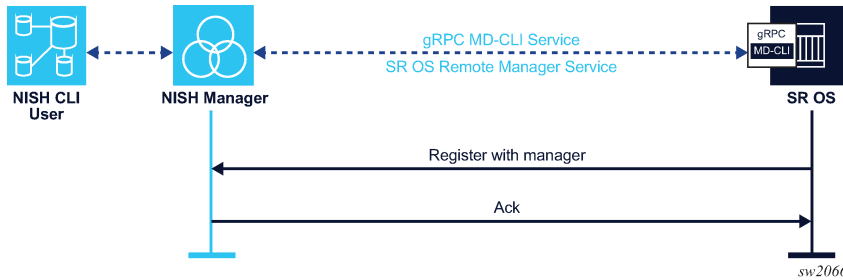 gRPC MD-CLI Service
SR OS Remote Manager Service
gRPC
MD-CLI
NISH CLI
User
NISH Manager
SR OS
Register with manager
Ack